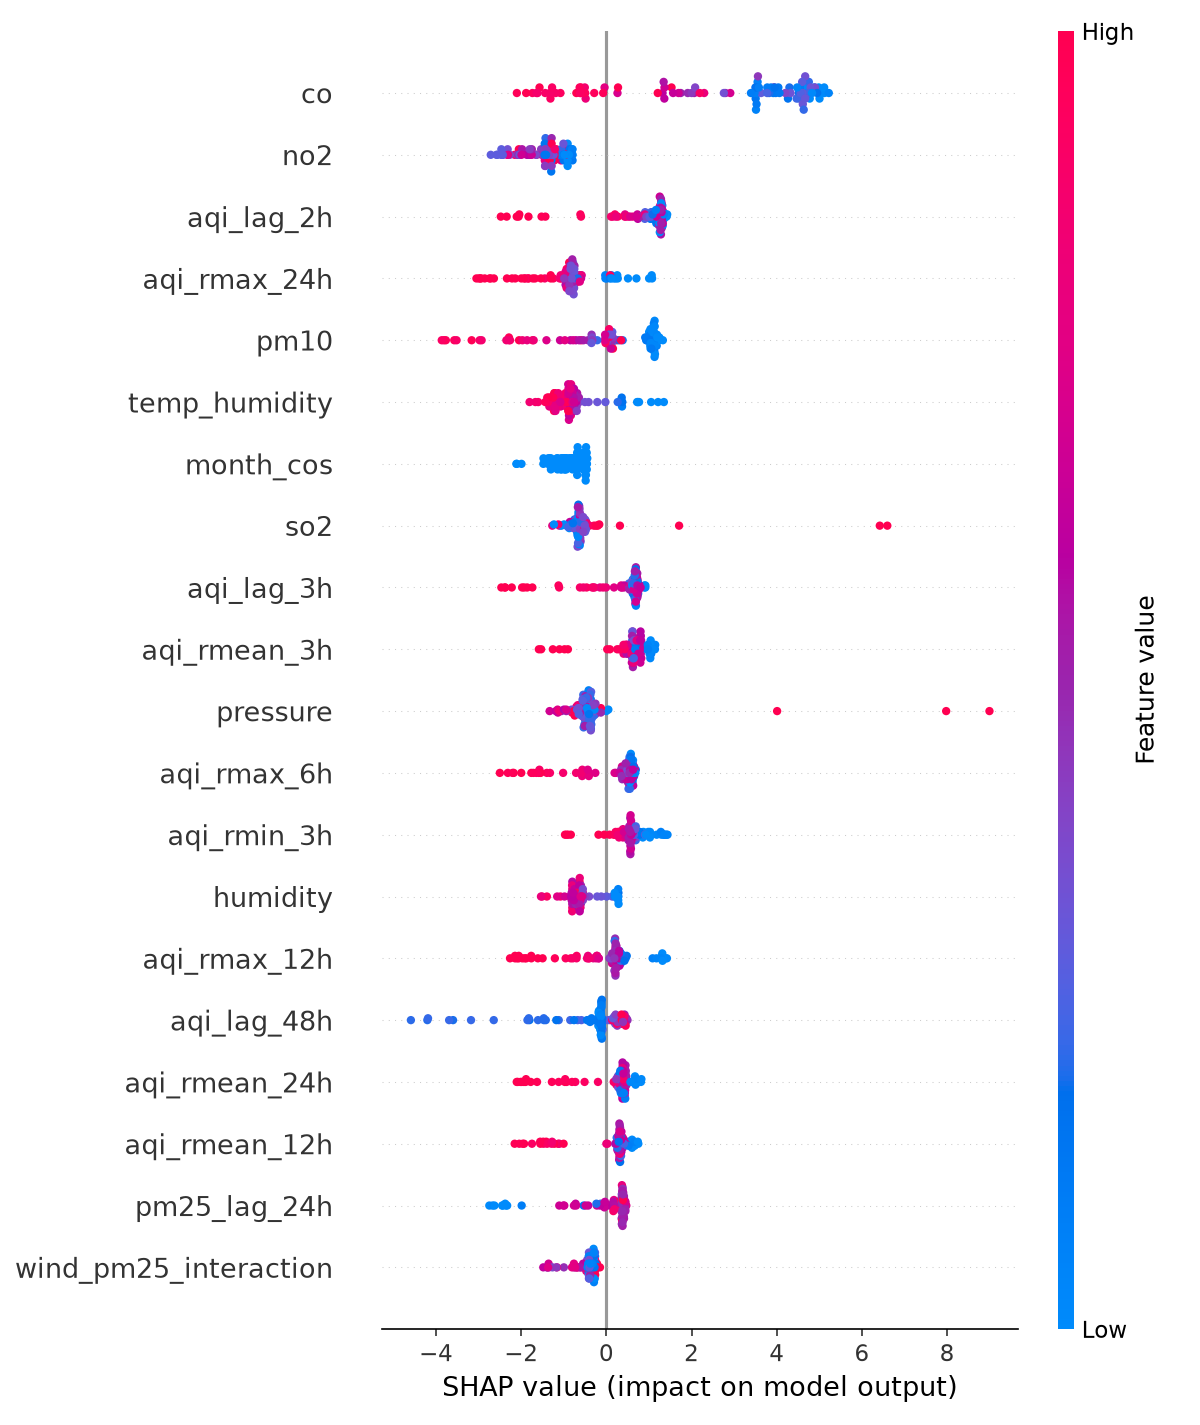 High
co
no2
aqi_lag_2h
aqi_rmax_24h
pm10
temp_humidity
month_cos
so2
aqi_lag_3h
aqi_rmean_3h
pressure
aqi_rmax_6h
aqi_rmin_3h
humidity
aqi_rmax_12h
aqi_lag_48h
aqi_rmean_24h
aqi_rmean_12h
pm25_lag_24h
wind_pm25_interaction
Feature value
Low
−4 −2 0 2 4 6 8
SHAP value (impact on model output)